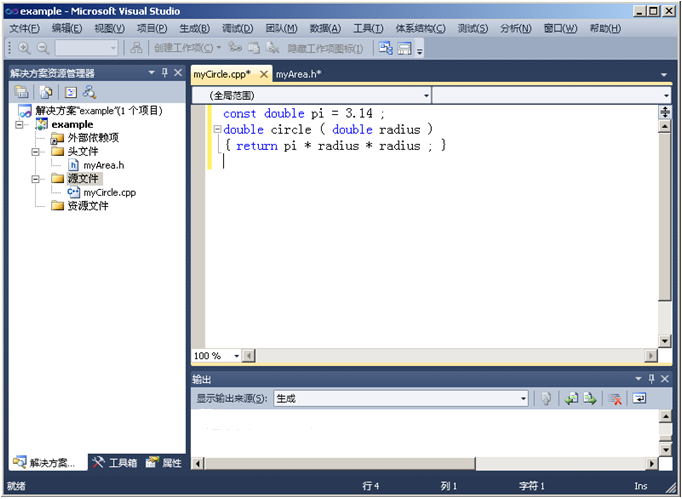 example - Microsoft Visual Studio
文件(F) 编辑(E) 视图(V) 项目(P) 生成(B) 调试(D) 团队(M) 数据(A) 工具(T) 体系结构(C) 测试(S) 分析(N) 窗口(W) 帮助(H)
创建工作项(C) 隐藏工作项图标(I)
解决方案资源管理器
解决方案"example"(1 个项目)
example
外部依赖项
头文件
myArea.h
源文件
myCircle.cpp
资源文件
解决方案... 工具箱 属性
myCircle.cpp* myArea.h*
(全局范围)
const double pi = 3.14 ;
double circle ( double radius )
{ return pi * radius * radius ; }
100 %
输出
显示输出来源(S): 生成
就绪 行 4 列 1 字符 1 Ins